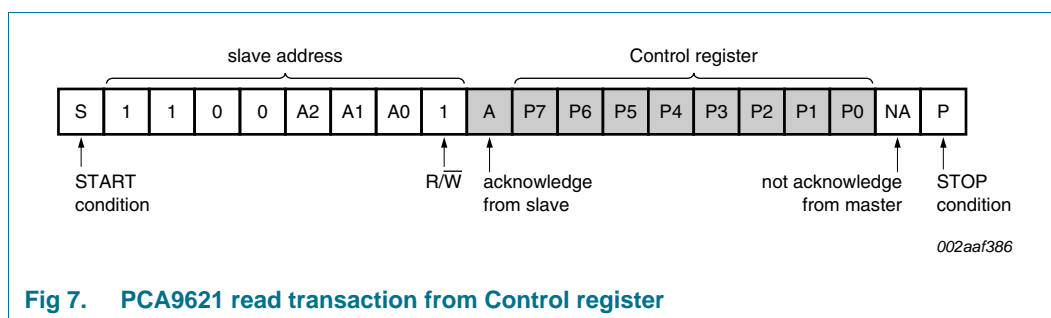 slave address Control register
S 1 1 0 0 A2 A1 A0 1 A P7 P6 P5 P4 P3 P2 P1 P0 NA P
START condition
R/W̅
acknowledge from slave
not acknowledge from master
STOP condition
002aaf386
Fig 7. PCA9621 read transaction from Control register